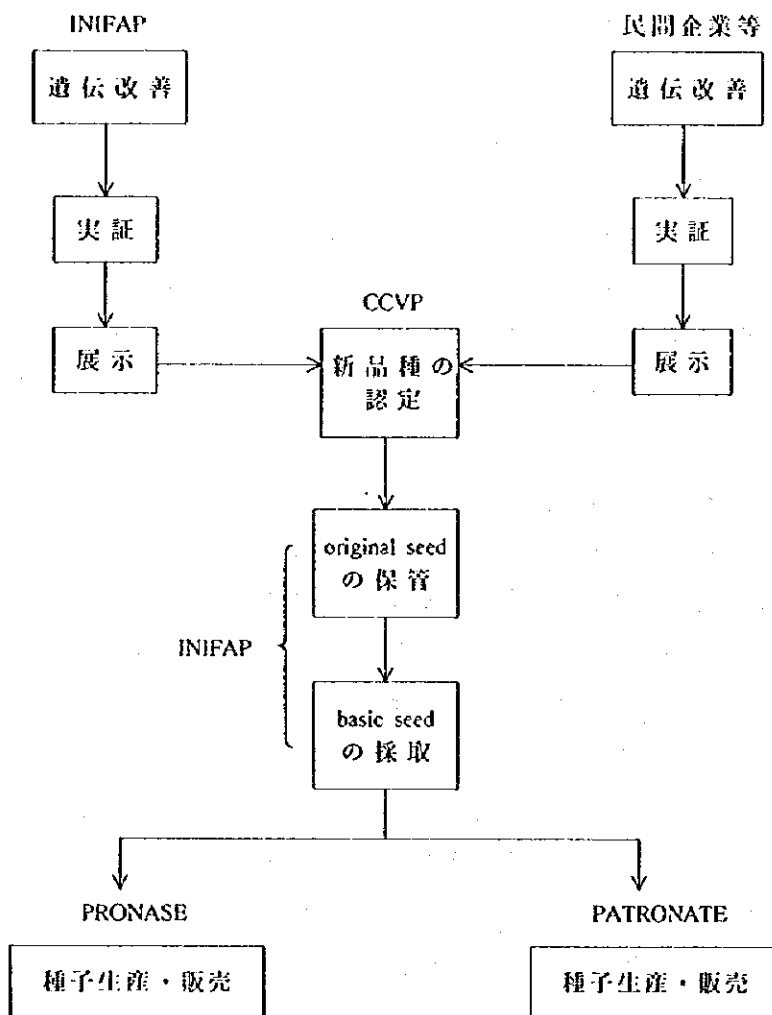 INIFAP
民間企業等
遺伝改善
遺伝改善
実証
実証
CCVP
展示
新品種の
認定
展示
original seed
の保管
INIFAP
basic seed
の採取
PRONASE
PATRONATE
種子生産・販売
種子生産・販売